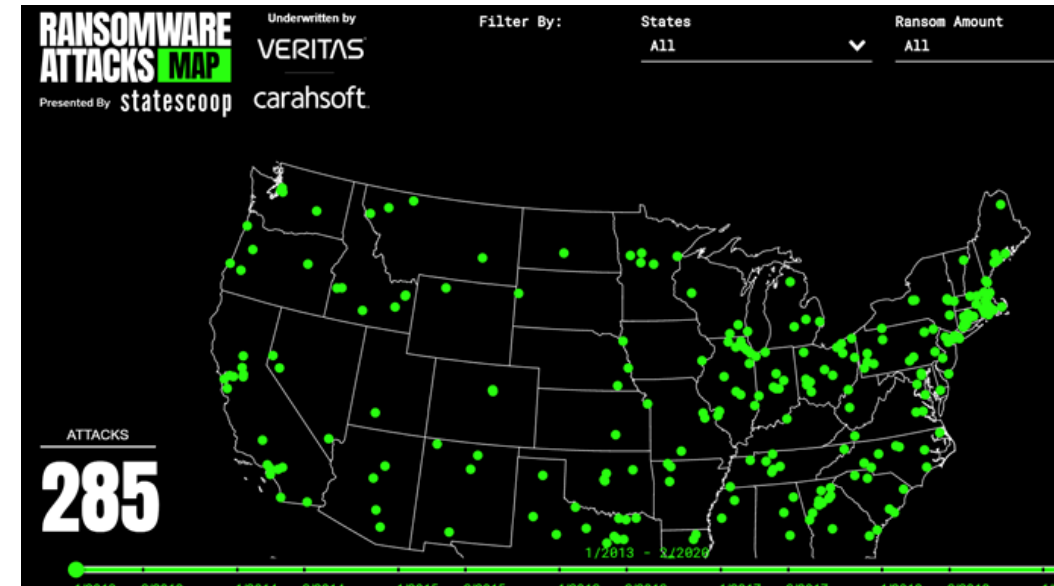 RANSOMWARE
ATTACKS MAP
Presented By statescoop
Underwritten by
VERITAS
carahsoft.
Filter By:
States
All
Ransom Amount
All
ATTACKS
285
1/2013 - 2/2020